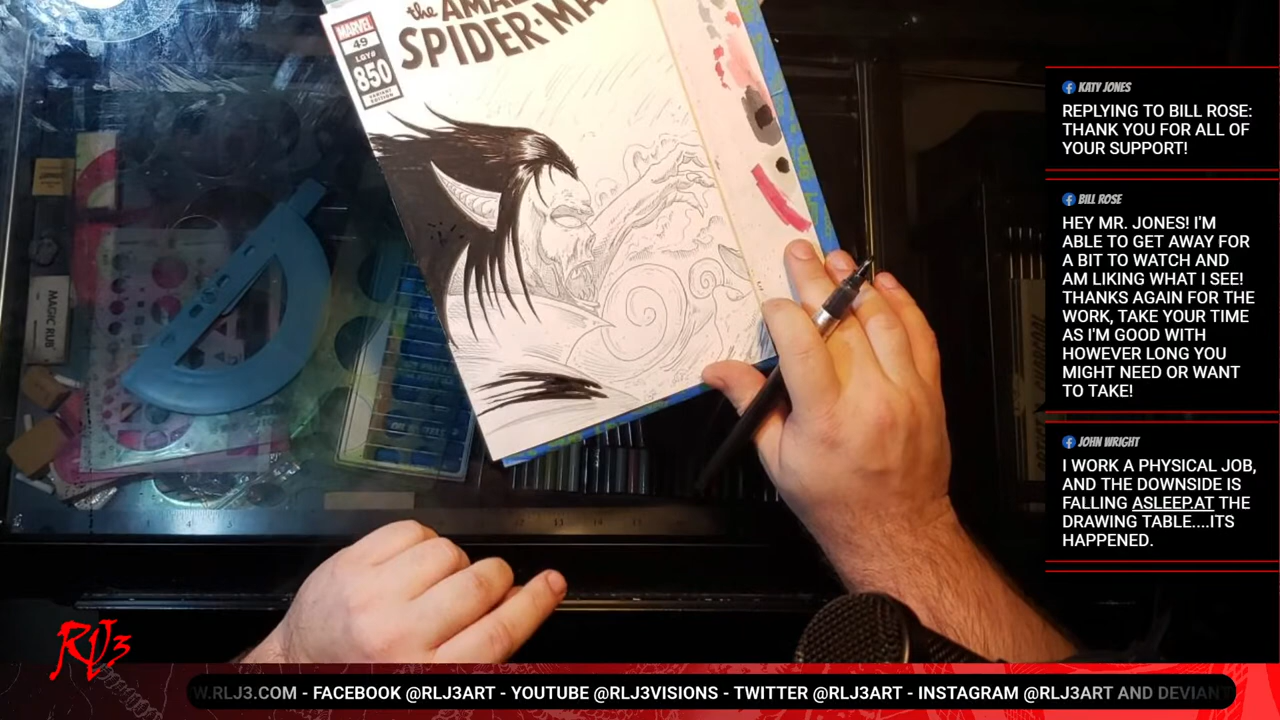 MARVEL
49
LGY#
850
VARIANT
EDITION
the AMAZ
SPIDER-MA
MAGIC RUB
KATY JONES
REPLYING TO BILL ROSE:
THANK YOU FOR ALL OF
YOUR SUPPORT!
BILL ROSE
HEY MR. JONES! I'M
ABLE TO GET AWAY FOR
A BIT TO WATCH AND
AM LIKING WHAT I SEE!
THANKS AGAIN FOR THE
WORK, TAKE YOUR TIME
AS I'M GOOD WITH
HOWEVER LONG YOU
MIGHT NEED OR WANT
TO TAKE!
JOHN WRIGHT
I WORK A PHYSICAL JOB,
AND THE DOWNSIDE IS
FALLING ASLEEP.AT THE
DRAWING TABLE....ITS
HAPPENED.
RLJ3
W.RLJ3.COM - FACEBOOK @RLJ3ART - YOUTUBE @RLJ3VISIONS - TWITTER @RLJ3ART - INSTAGRAM @RLJ3ART AND DEVIANT